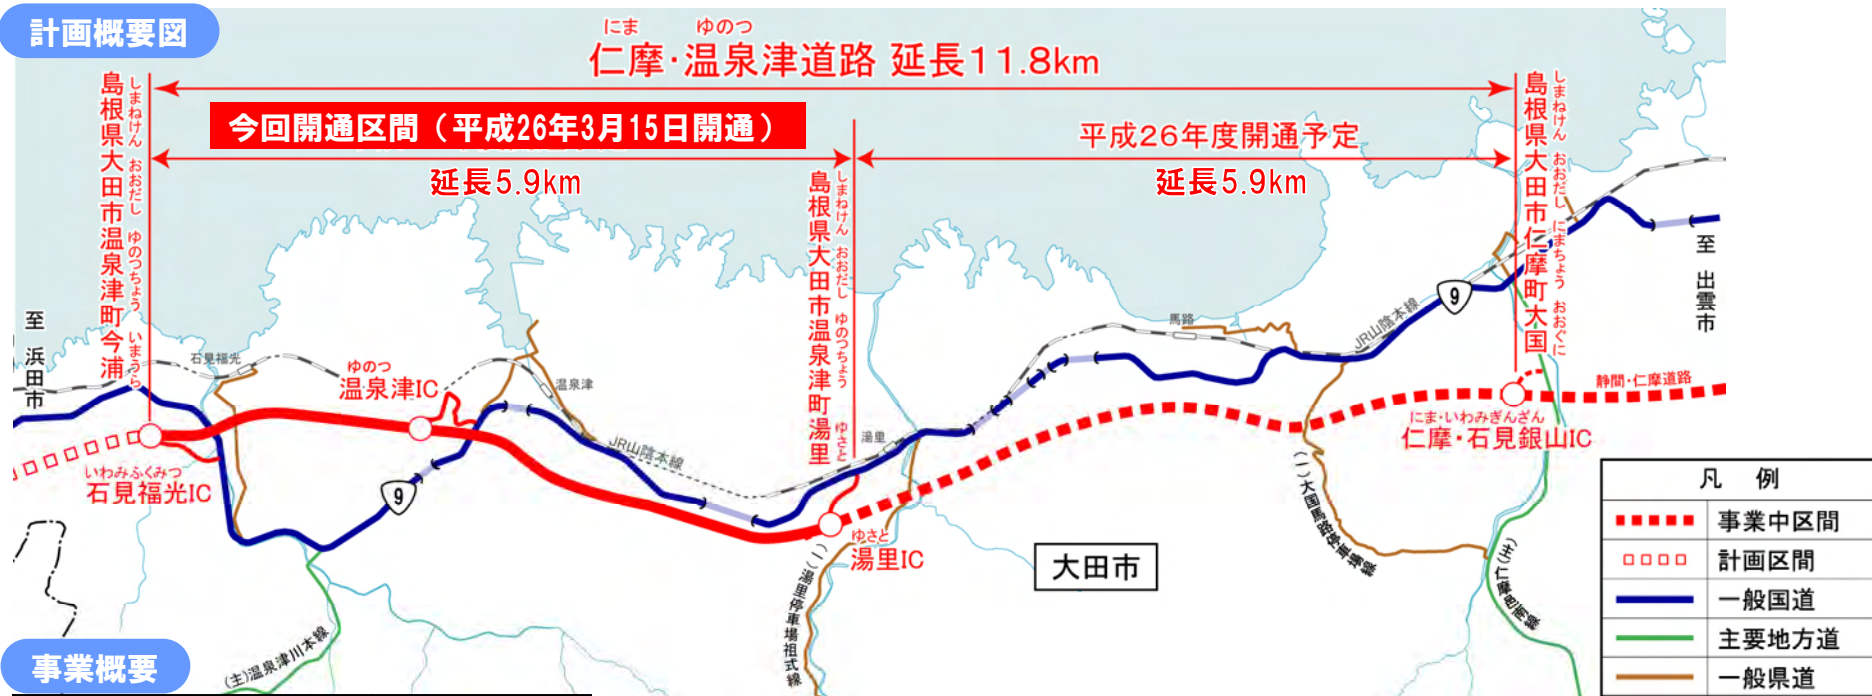 計画概要図
にま ゆのつ
仁摩・温泉津道路 延長11.8km
今回開通区間（平成26年3月15日開通）
延長5.9km
平成26年度開通予定
延長5.9km
島根県大田市温泉津町今浦
しまねけん おおだし ゆのつちょう いまうら
島根県大田市温泉津町湯里
しまねけん おおだし ゆのつちょう ゆさと
島根県大田市仁摩町大国
しまねけん おおだし にまちょう おおぐに
至 浜田市
至 出雲市
石見福光
ゆのつ
温泉津IC
温泉津
JR山陰本線
湯里
馬路
JR山陰本線
9
静間・仁摩道路
にま・いわみぎんざん
仁摩・石見銀山IC
いわみふくみつ
石見福光IC
9
ゆさと
湯里IC
大田市
(一)湯里停車場祖式線
(一)大国馬路停車場線
(主)仁摩邑南線
(主)温泉津川本線
凡 例
事業中区間
計画区間
一般国道
主要地方道
一般県道
事業概要